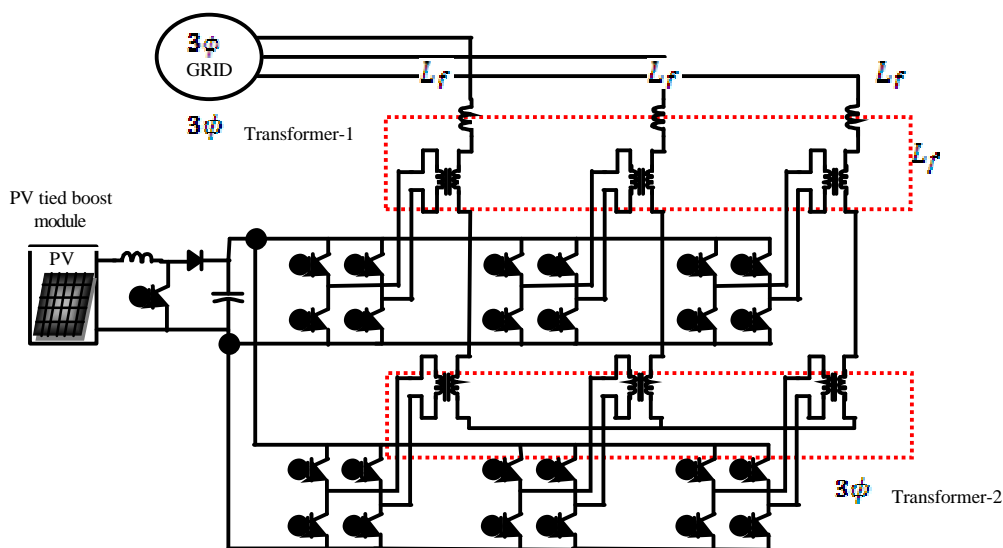 3ϕ
GRID
L_f
L_f
L_f
3ϕ
Transformer-1
L_f
PV tied boost
module
PV
3ϕ
Transformer-2